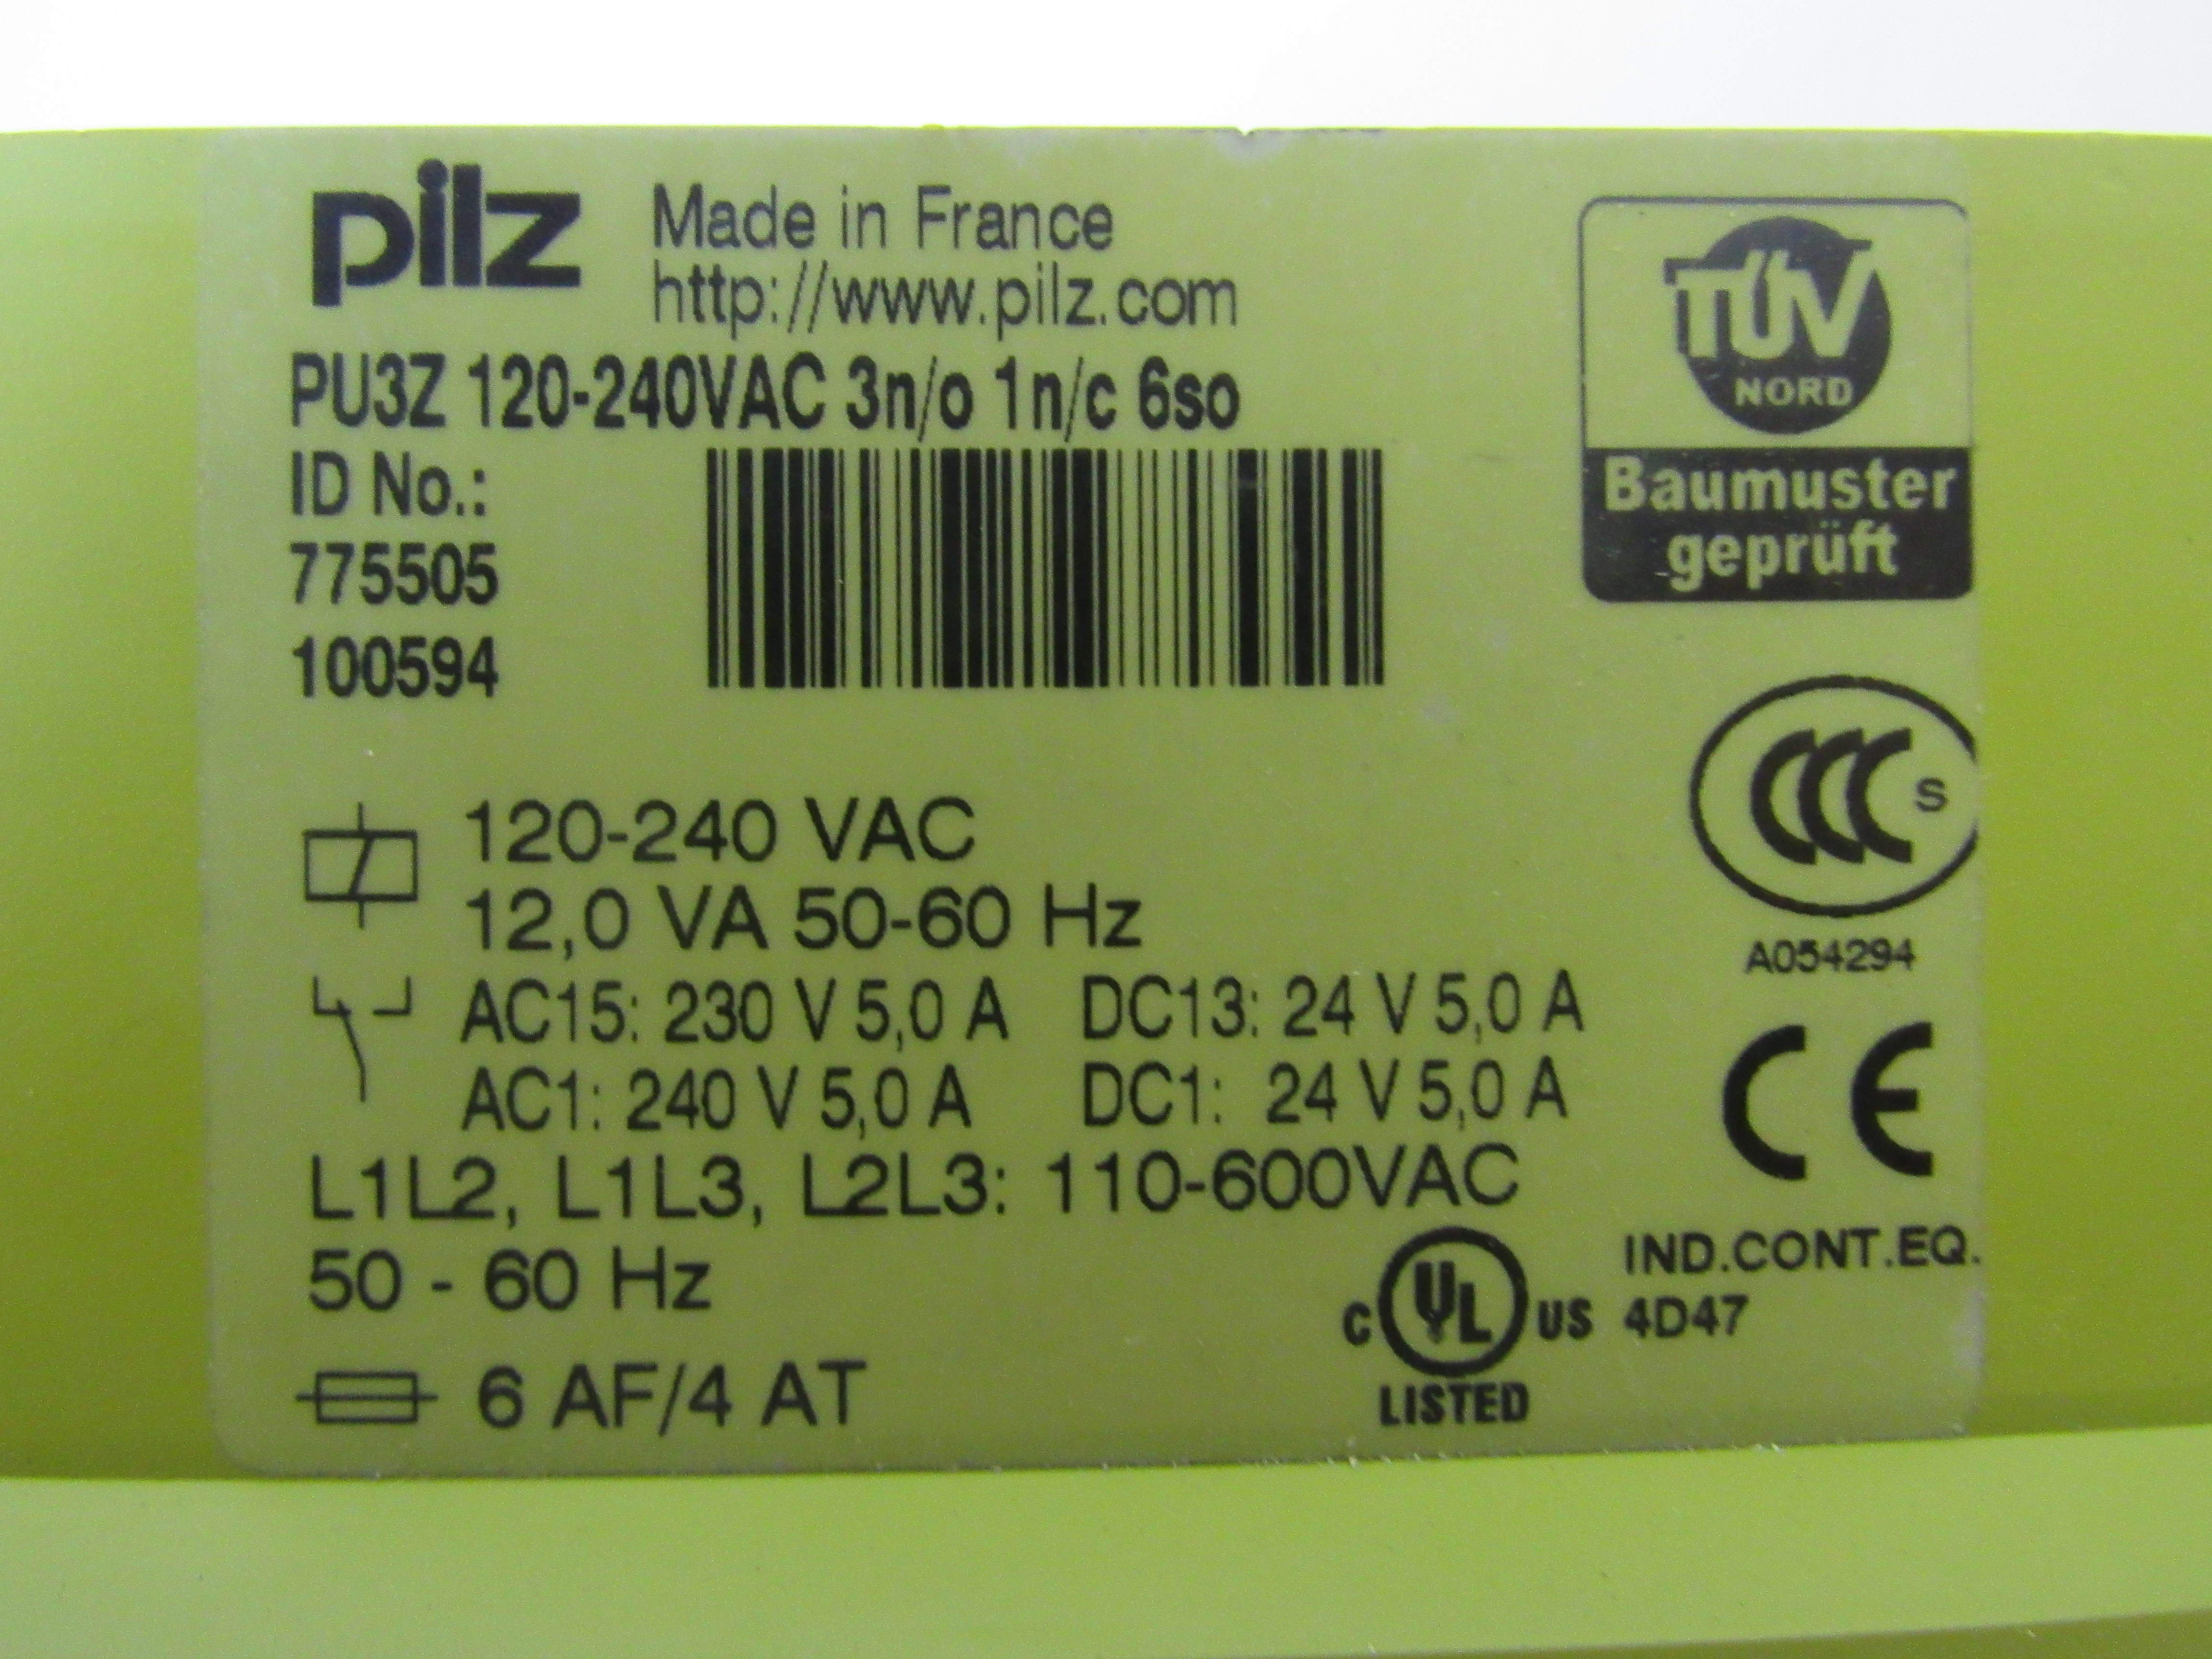 pilz Made in France
http://www.pilz.com
PU3Z 120-240VAC 3n/o 1n/c 6so
ID No.:
775505
100594
120-240 VAC
12,0 VA 50-60 Hz
AC15: 230 V 5,0 A DC13: 24 V 5,0 A
AC1: 240 V 5,0 A DC1: 24 V 5,0 A
L1L2, L1L3, L2L3: 110-600VAC
50 - 60 Hz
6 AF/4 AT
TÜV
NORD
Baumuster
geprüft
CCC S
A054294
CE
C UL US
LISTED
IND.CONT.EQ.
4D47